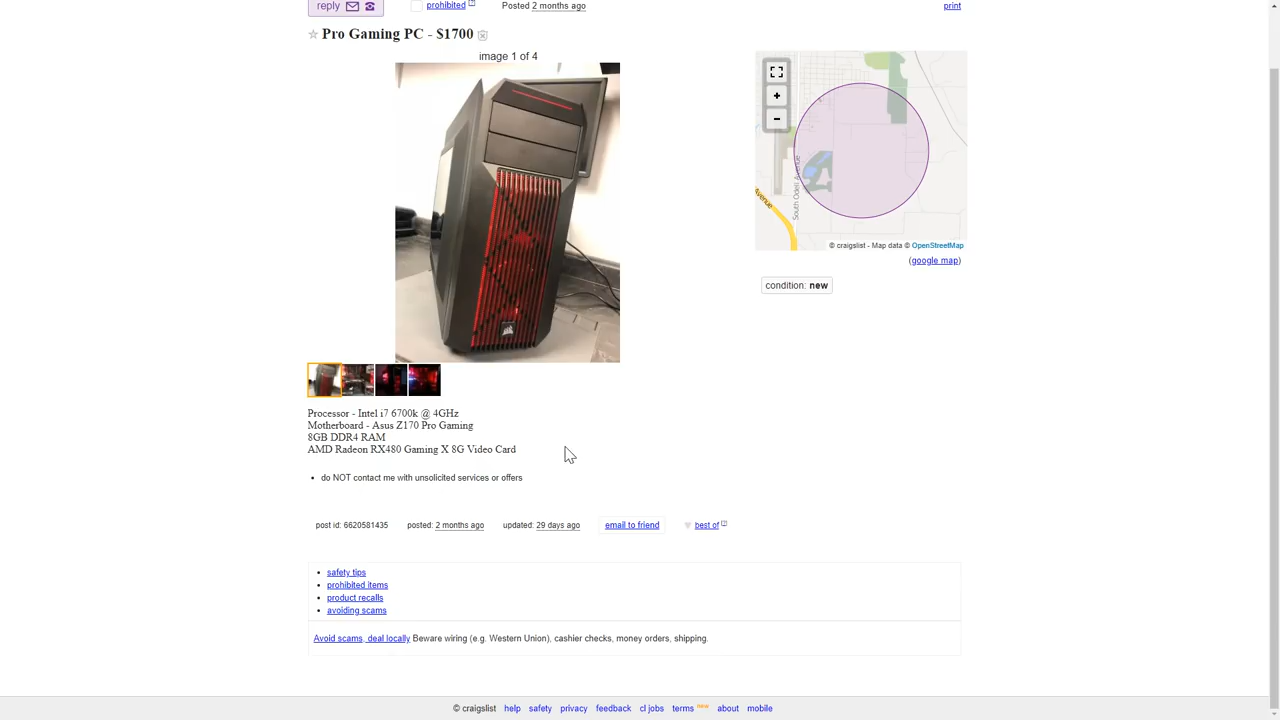 reply
prohibited [?]
Posted 2 months ago
print
Pro Gaming PC - $1700
image 1 of 4
+
-
South Odell Avenue
Avenue
© craigslist - Map data © OpenStreetMap
(google map)
condition: new
Processor - Intel i7 6700k @ 4GHz
Motherboard - Asus Z170 Pro Gaming
8GB DDR4 RAM
AMD Radeon RX480 Gaming X 8G Video Card
• do NOT contact me with unsolicited services or offers
post id: 6620581435 posted: 2 months ago updated: 29 days ago email to friend ♥ best of [?]
• safety tips
• prohibited items
• product recalls
• avoiding scams
Avoid scams, deal locally Beware wiring (e.g. Western Union), cashier checks, money orders, shipping.
© craigslist help safety privacy feedback cl jobs terms new about mobile